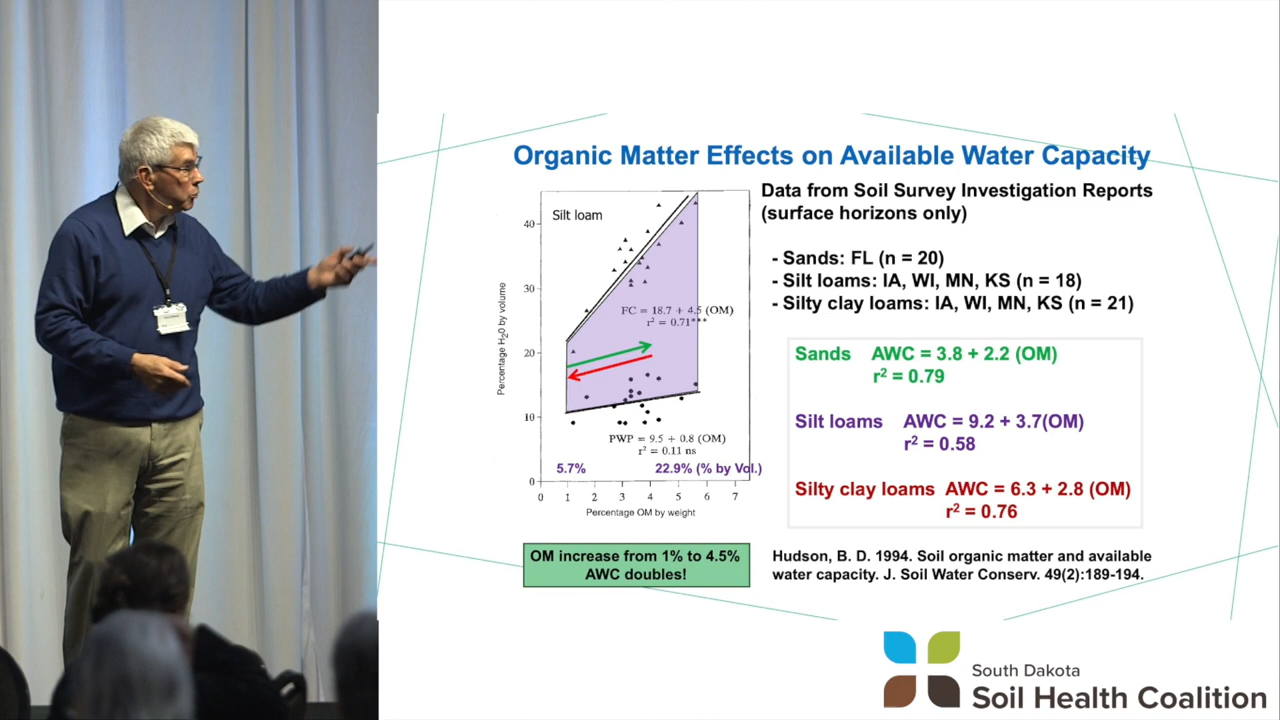 Organic Matter Effects on Available Water Capacity
Silt loam
40
30
20
10
0
Percentage H₂0 by volume
FC = 18.7 + 4.5 (OM)
r² = 0.71***
PWP = 9.5 + 0.8 (OM)
r² = 0.11 ns
5.7%
22.9% (% by Vol.)
0 1 2 3 4 5 6 7
Percentage OM by weight
OM increase from 1% to 4.5%
AWC doubles!
Data from Soil Survey Investigation Reports
(surface horizons only)
- Sands: FL (n = 20)
- Silt loams: IA, WI, MN, KS (n = 18)
- Silty clay loams: IA, WI, MN, KS (n = 21)
Sands AWC = 3.8 + 2.2 (OM)
r² = 0.79
Silt loams AWC = 9.2 + 3.7(OM)
r² = 0.58
Silty clay loams AWC = 6.3 + 2.8 (OM)
r² = 0.76
Hudson, B. D. 1994. Soil organic matter and available
water capacity. J. Soil Water Conserv. 49(2):189-194.
South Dakota
Soil Health Coalition